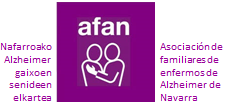 afan
Nafarroako
Alzheimer
gaixoen
senideen
elkartea
Asociación de
familiares de
enfermos de
Alzheimer de
Navarra